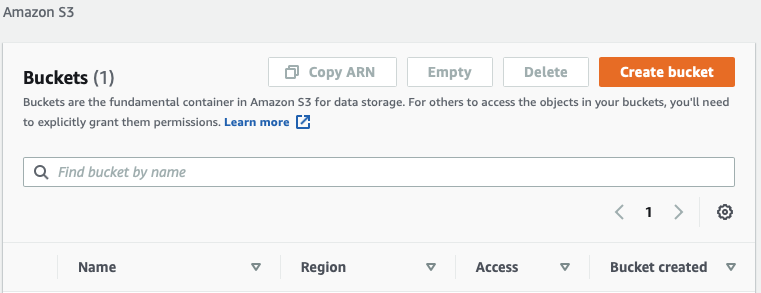 Amazon S3
Buckets (1)
Copy ARN
Empty
Delete
Create bucket
Buckets are the fundamental container in Amazon S3 for data storage. For others to access the objects in your buckets, you'll need
to explicitly grant them permissions. Learn more
Find bucket by name
1
Name
Region
Access
Bucket created